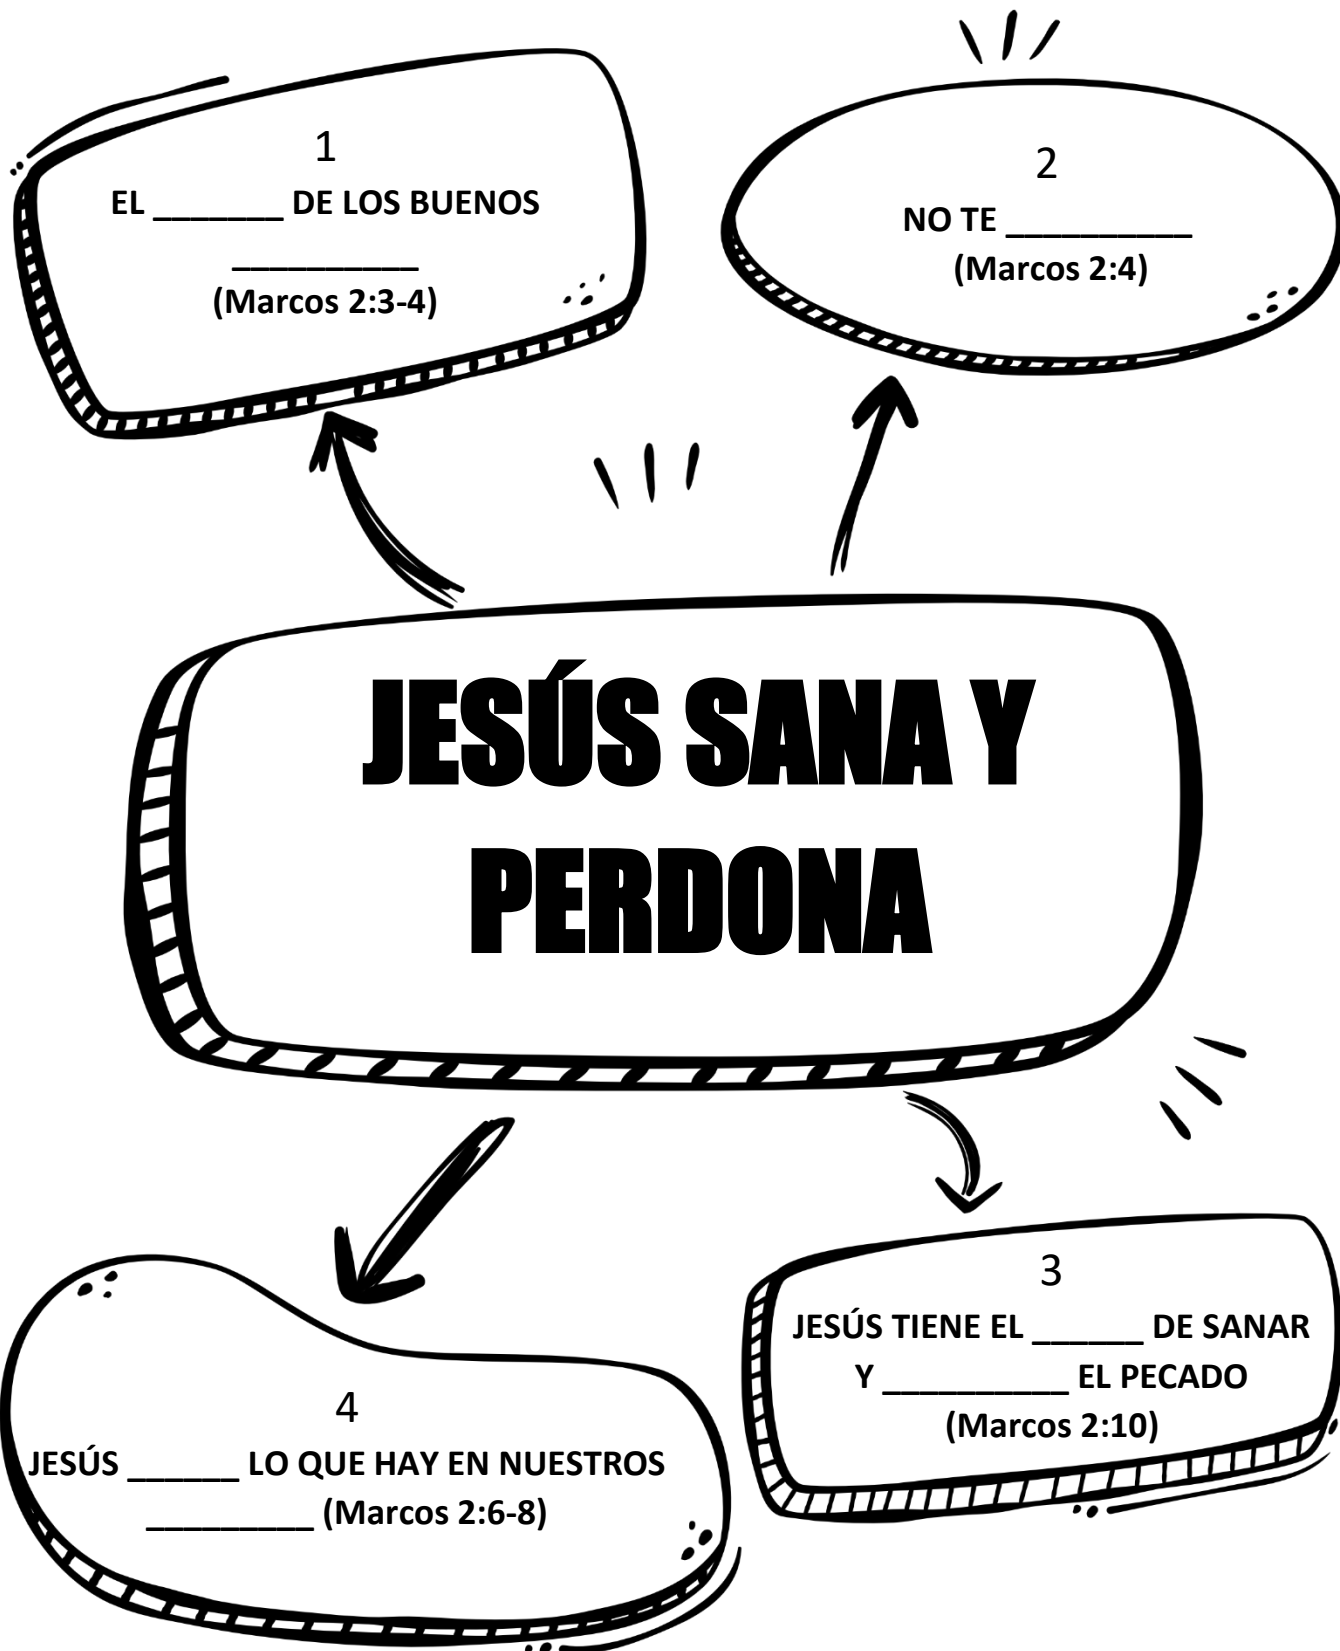 1
EL _______ DE LOS BUENOS
__________
(Marcos 2:3-4)
2
NO TE __________
(Marcos 2:4)
JESÚS SANA Y
PERDONA
3
JESÚS TIENE EL ______ DE SANAR
Y __________ EL PECADO
(Marcos 2:10)
4
JESÚS ______ LO QUE HAY EN NUESTROS
_________ (Marcos 2:6-8)